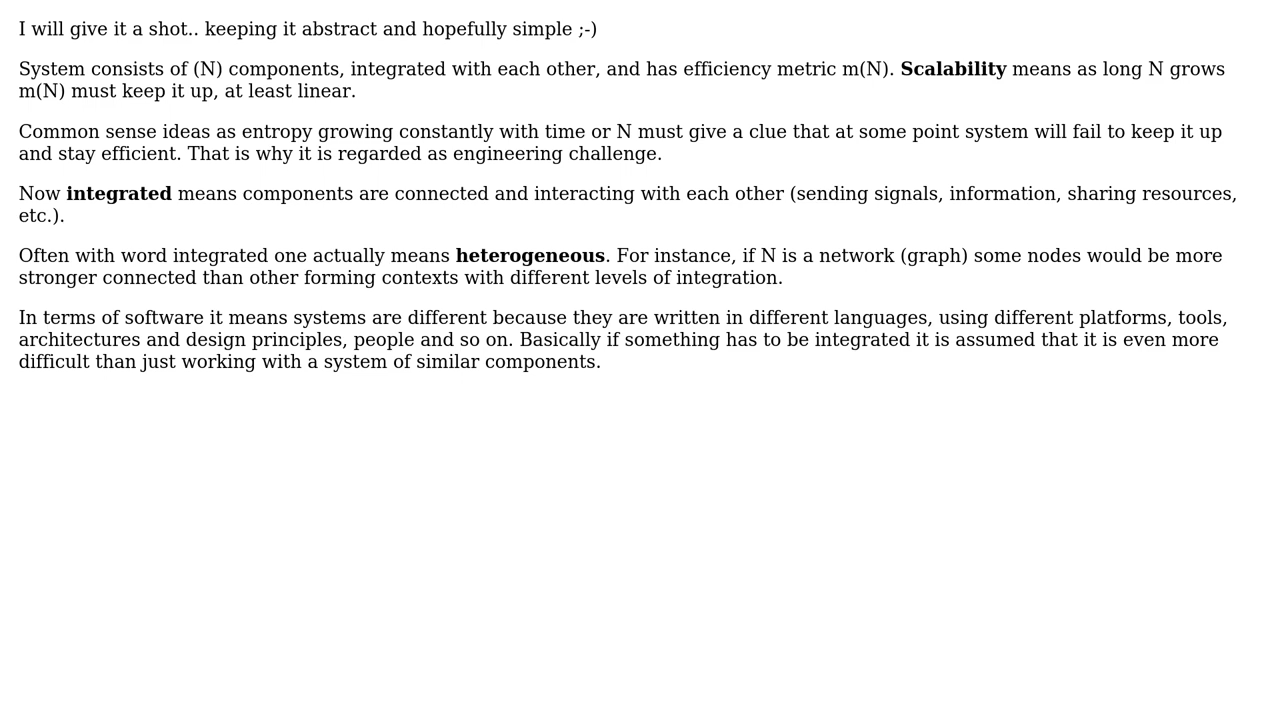 I will give it a shot.. keeping it abstract and hopefully simple ;-)
System consists of (N) components, integrated with each other, and has efficiency metric m(N). Scalability means as long N grows
m(N) must keep it up, at least linear.
Common sense ideas as entropy growing constantly with time or N must give a clue that at some point system will fail to keep it up
and stay efficient. That is why it is regarded as engineering challenge.
Now integrated means components are connected and interacting with each other (sending signals, information, sharing resources,
etc.).
Often with word integrated one actually means heterogeneous. For instance, if N is a network (graph) some nodes would be more
stronger connected than other forming contexts with different levels of integration.
In terms of software it means systems are different because they are written in different languages, using different platforms, tools,
architectures and design principles, people and so on. Basically if something has to be integrated it is assumed that it is even more
difficult than just working with a system of similar components.